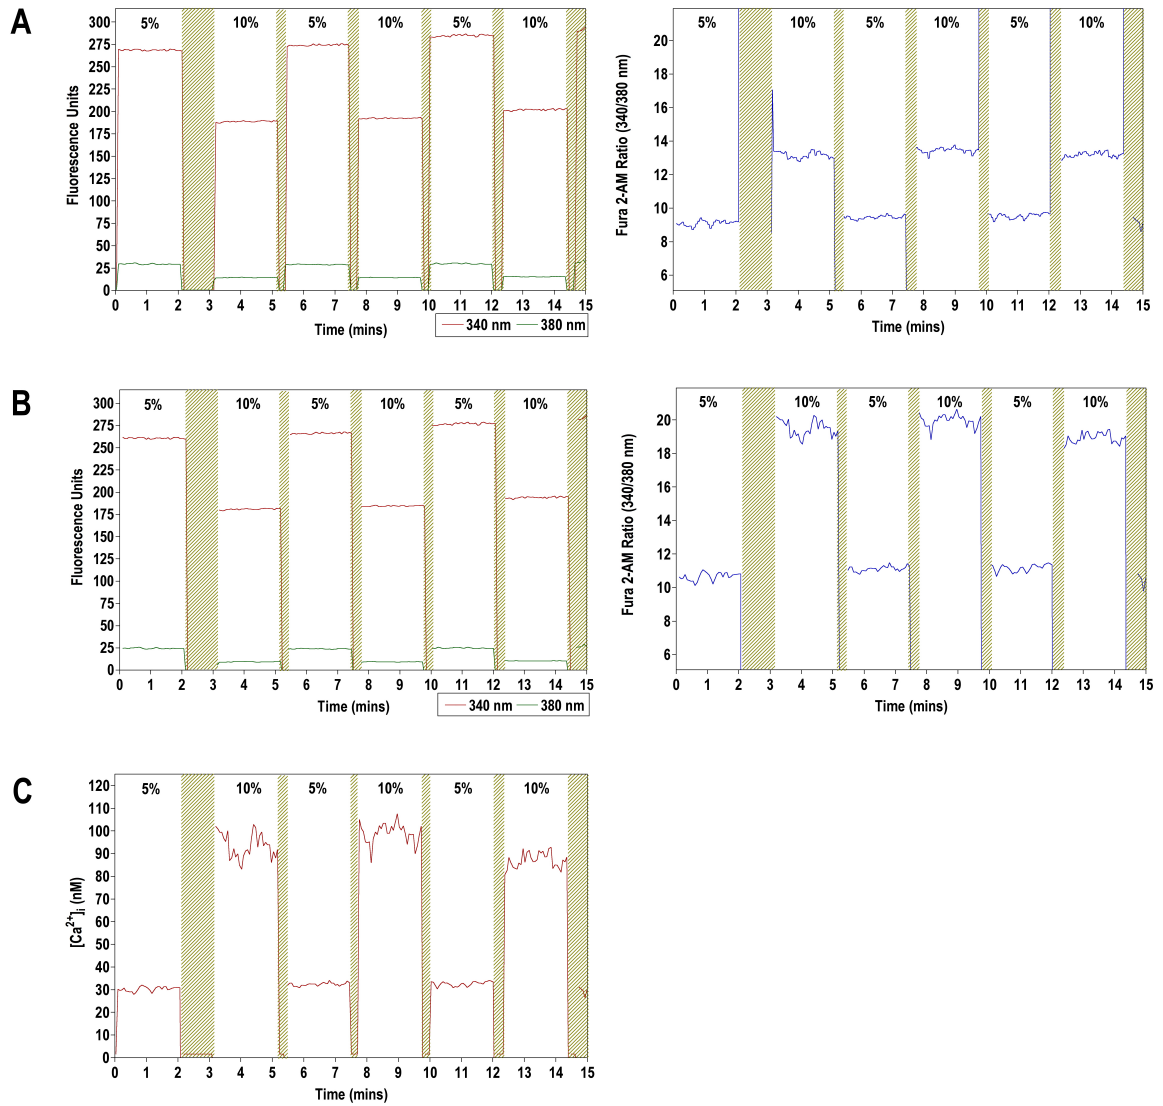 A
5% 10% 5% 10% 5% 10%
300
275
250
225
200
175
150
125
100
75
50
25
0
Fluorescence Units
0 1 2 3 4 5 6 7 8 9 10 11 12 13 14 15
Time (mins)
340 nm 380 nm
5% 10% 5% 10% 5% 10%
20
18
16
14
12
10
8
6
Fura 2-AM Ratio (340/380 nm)
0 1 2 3 4 5 6 7 8 9 10 11 12 13 14 15
Time (mins)
B
5% 10% 5% 10% 5% 10%
300
275
250
225
200
175
150
125
100
75
50
25
0
Fluorescence Units
0 1 2 3 4 5 6 7 8 9 10 11 12 13 14 15
Time (mins)
340 nm 380 nm
5% 10% 5% 10% 5% 10%
20
18
16
14
12
10
8
6
Fura 2-AM Ratio (340/380 nm)
0 1 2 3 4 5 6 7 8 9 10 11 12 13 14 15
Time (mins)
C
5% 10% 5% 10% 5% 10%
120
110
100
90
80
70
60
50
40
30
20
10
0
[Ca²⁺]ᵢ (nM)
0 1 2 3 4 5 6 7 8 9 10 11 12 13 14 15
Time (mins)